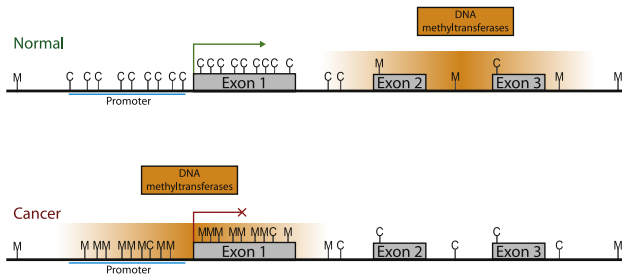 DNA
methyltransferases
Normal
C C C C C C C C C
M C
M C C C C C C C C C C C M M M
Exon 1
Exon 2
Exon 3
Promoter
DNA
methyltransferases
Cancer
M M M M M M M C M
C C
M M M M M M M C M M M C C C M
Exon 1
Exon 2
Exon 3
Promoter